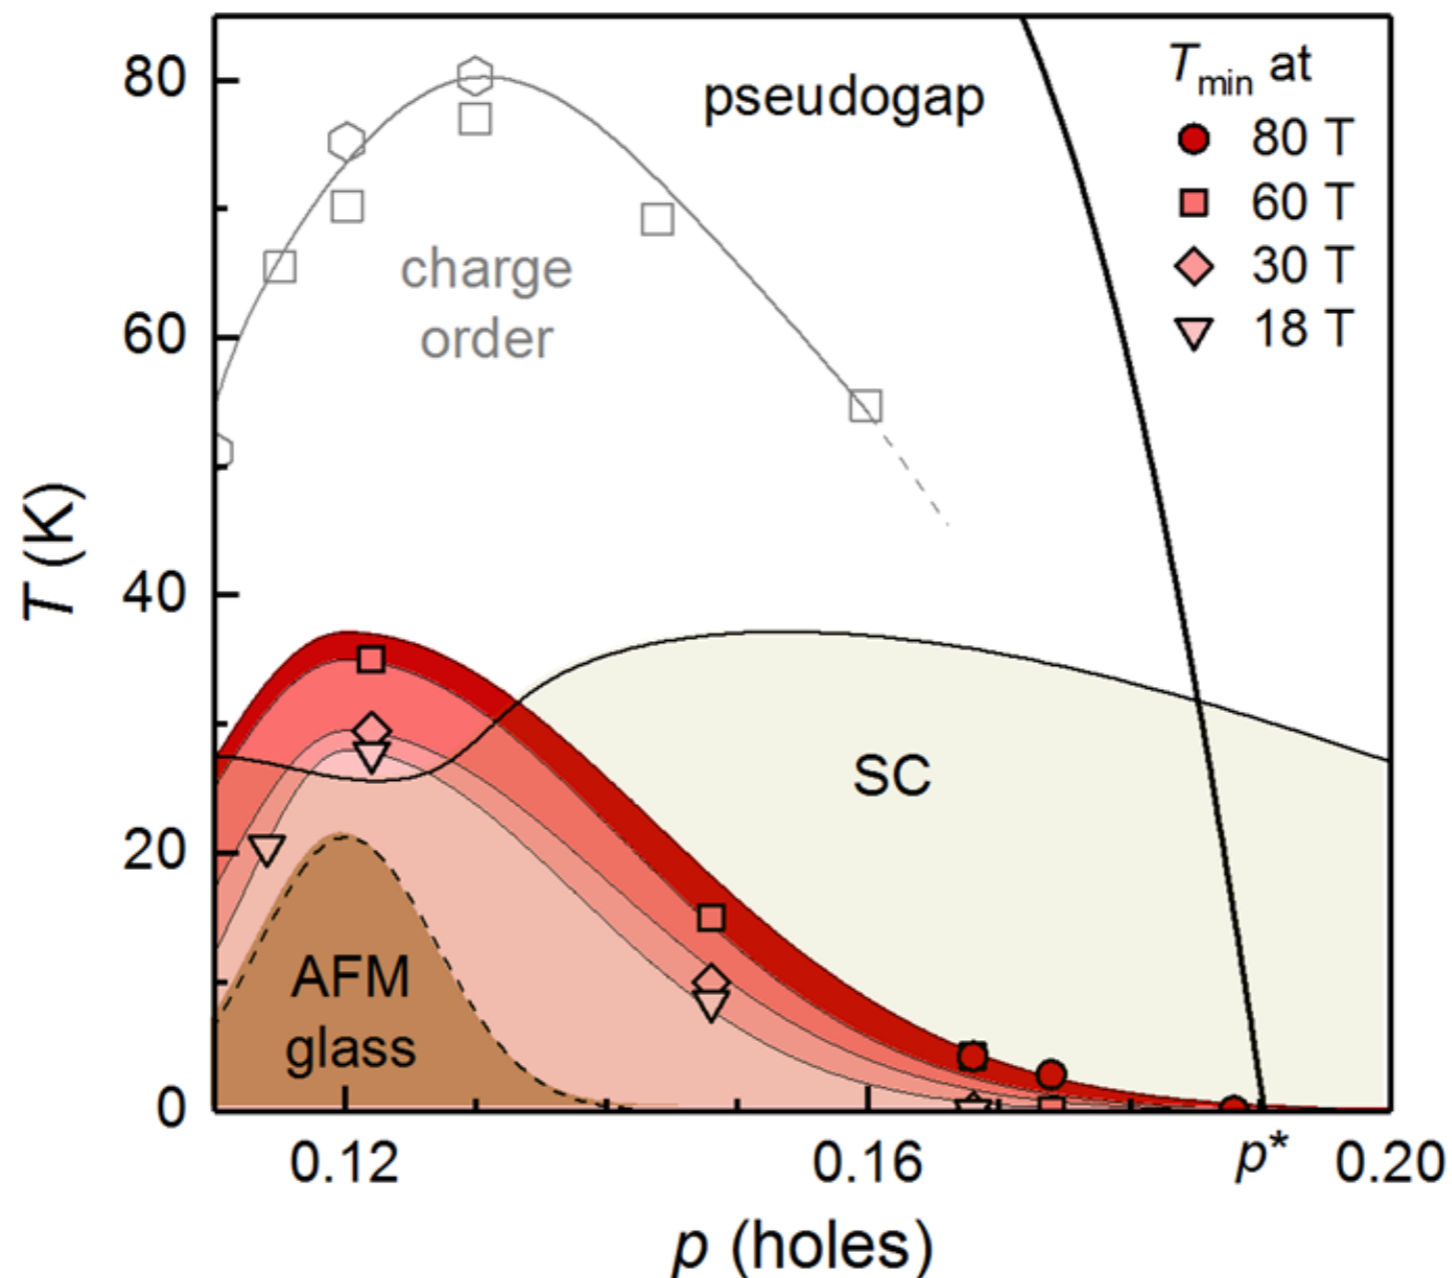 80
60
40
20
0
T (K)
pseudogap
T_min at
80 T
60 T
30 T
18 T
charge
order
SC
AFM
glass
0.12
0.16
p*
0.20
p (holes)